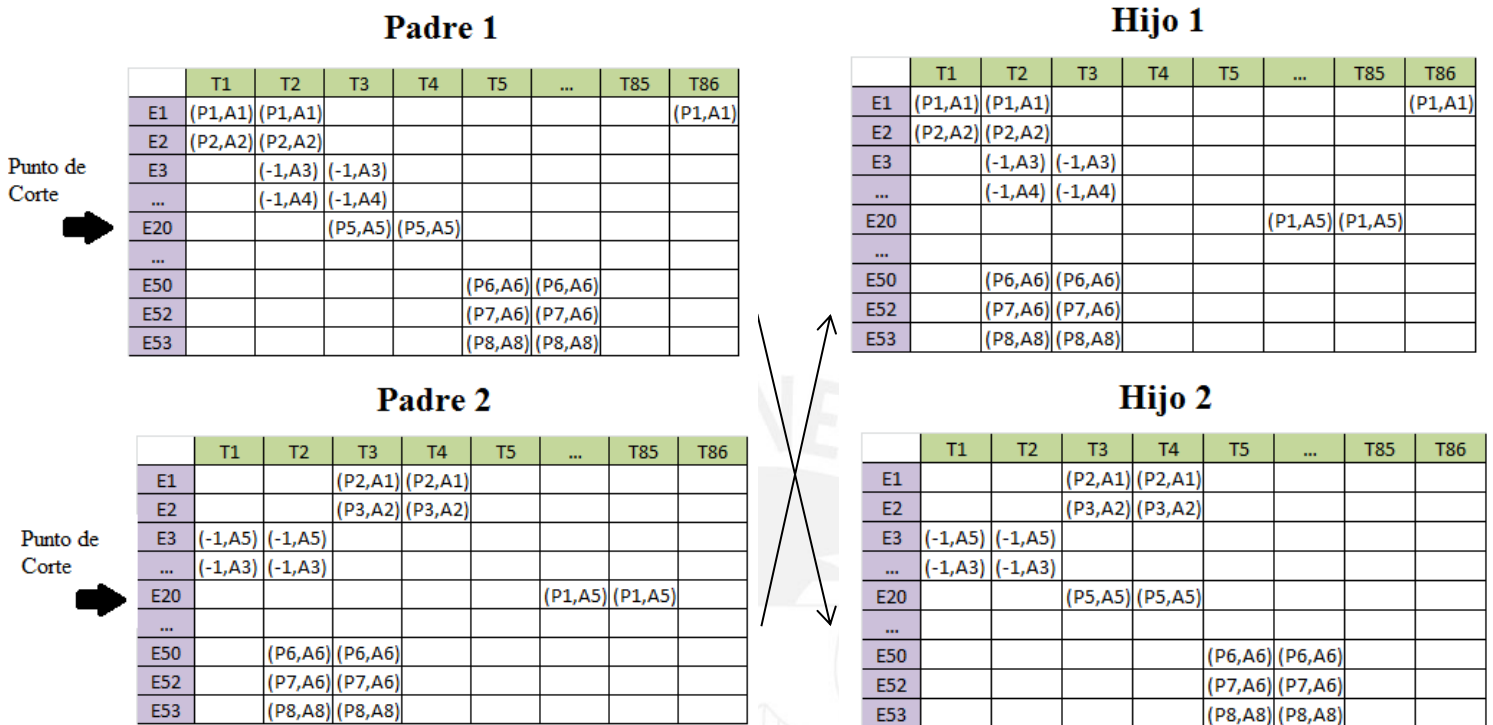 Padre 1
T1 T2 T3 T4 T5 ... T85 T86
E1 (P1,A1) (P1,A1) (P1,A1)
E2 (P2,A2) (P2,A2)
E3 (-1,A3) (-1,A3)
... (-1,A4) (-1,A4)
E20 (P5,A5) (P5,A5)
...
E50 (P6,A6) (P6,A6)
E52 (P7,A6) (P7,A6)
E53 (P8,A8) (P8,A8)
Punto de
Corte
Hijo 1
T1 T2 T3 T4 T5 ... T85 T86
E1 (P1,A1) (P1,A1) (P1,A1)
E2 (P2,A2) (P2,A2)
E3 (-1,A3) (-1,A3)
... (-1,A4) (-1,A4)
E20 (P1,A5) (P1,A5)
...
E50 (P6,A6) (P6,A6)
E52 (P7,A6) (P7,A6)
E53 (P8,A8) (P8,A8)
Padre 2
T1 T2 T3 T4 T5 ... T85 T86
E1 (P2,A1) (P2,A1)
E2 (P3,A2) (P3,A2)
E3 (-1,A5) (-1,A5)
... (-1,A3) (-1,A3)
E20 (P1,A5) (P1,A5)
...
E50 (P6,A6) (P6,A6)
E52 (P7,A6) (P7,A6)
E53 (P8,A8) (P8,A8)
Punto de
Corte
Hijo 2
T1 T2 T3 T4 T5 ... T85 T86
E1 (P2,A1) (P2,A1)
E2 (P3,A2) (P3,A2)
E3 (-1,A5) (-1,A5)
... (-1,A3) (-1,A3)
E20 (P5,A5) (P5,A5)
...
E50 (P6,A6) (P6,A6)
E52 (P7,A6) (P7,A6)
E53 (P8,A8) (P8,A8)